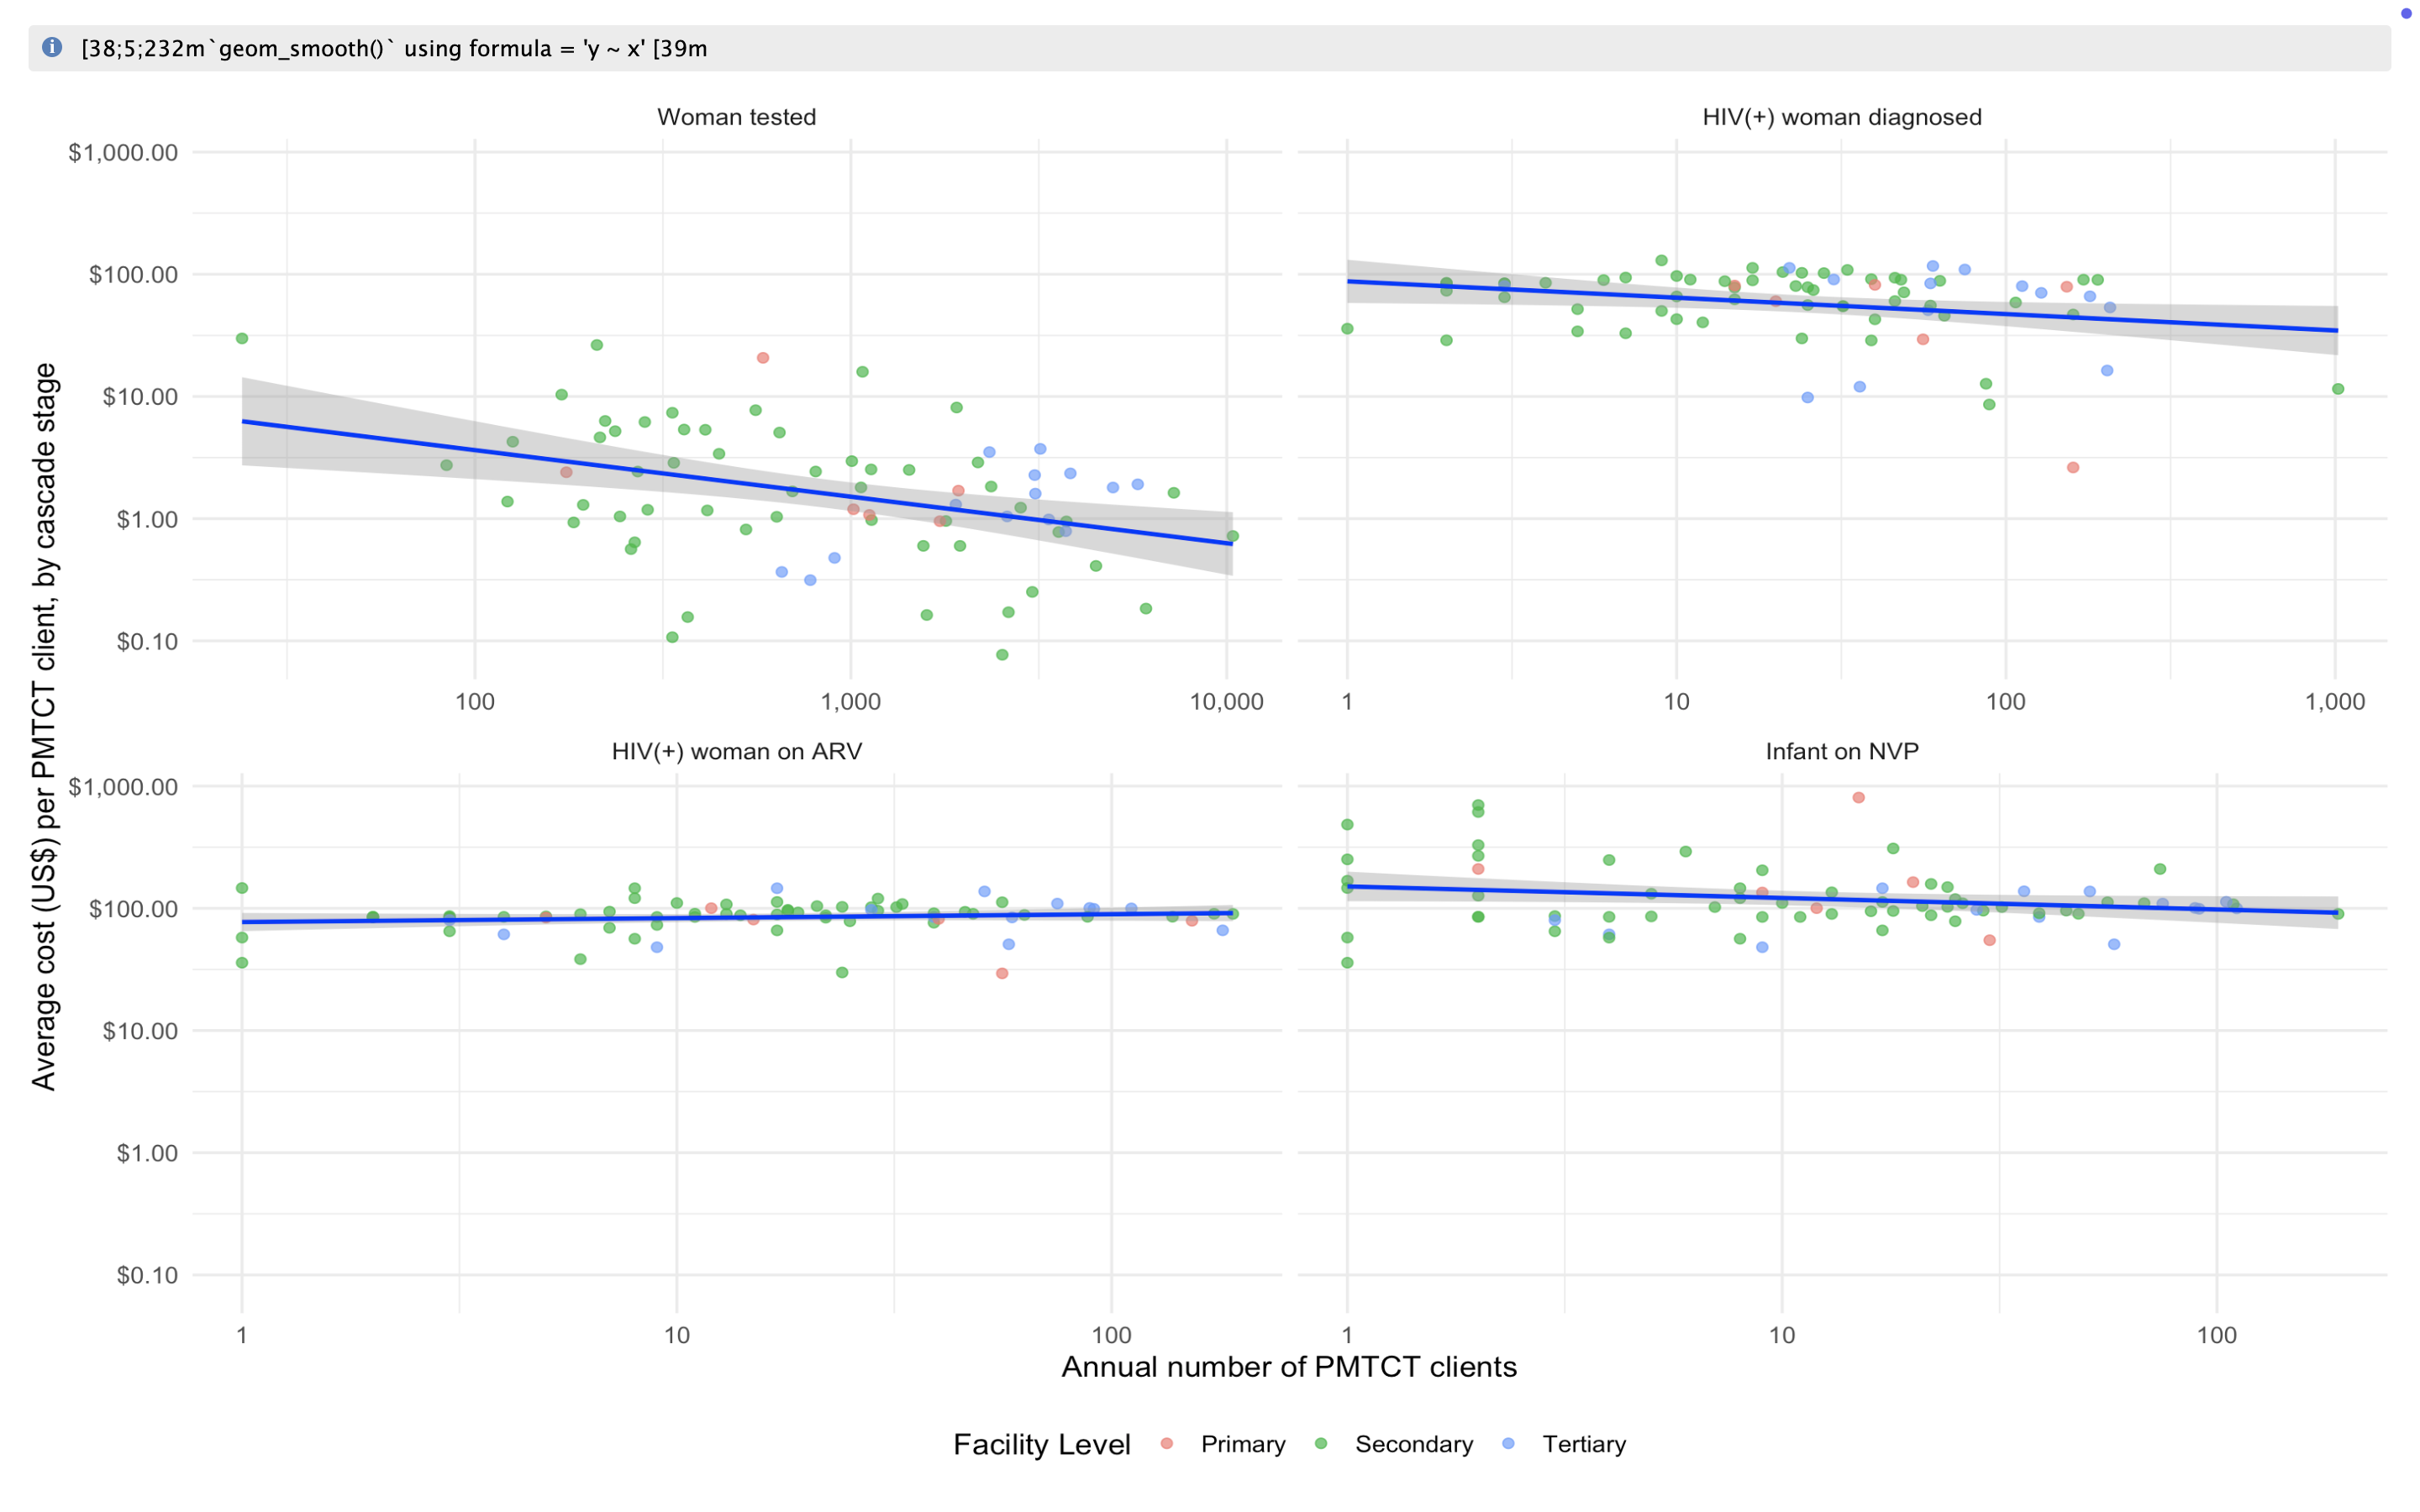 [38;5;232m`geom_smooth()` using formula = 'y ~ x' [39m
Woman tested
HIV(+) woman diagnosed
$1,000.00
$100.00
$10.00
$1.00
$0.10
100
1,000
10,000
1
10
100
1,000
Average cost (US$) per PMTCT client, by cascade stage
HIV(+) woman on ARV
Infant on NVP
$1,000.00
$100.00
$10.00
$1.00
$0.10
1
10
100
1
10
100
Annual number of PMTCT clients
Facility Level
Primary
Secondary
Tertiary